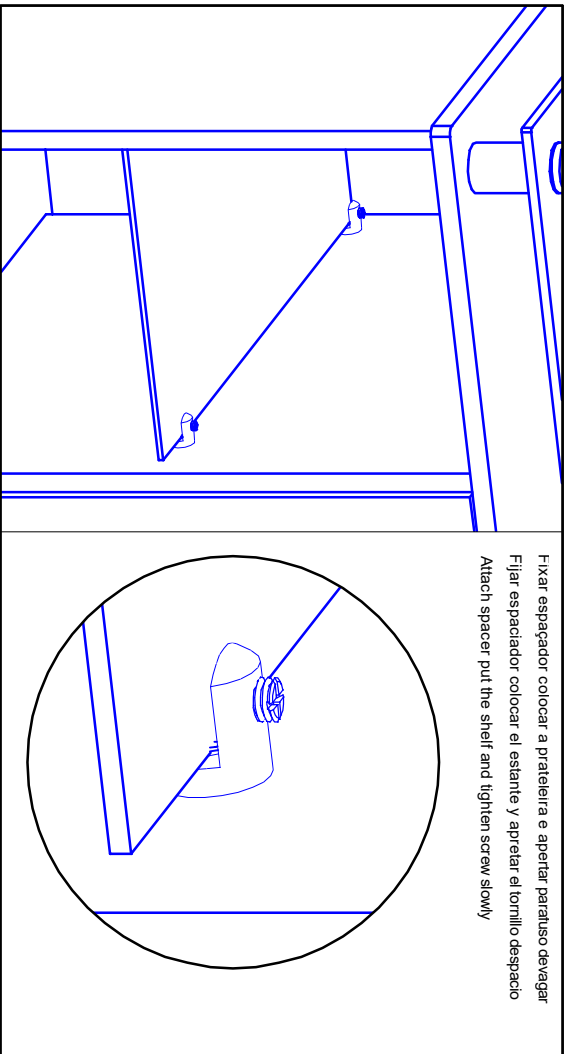 Fixar espaçador colocar a prateleira e apertar parafuso devagar
Fijar espaciador colocar el estante y apretar el tornillo despacio
Attach spacer put the shelf and tighten screw slowly